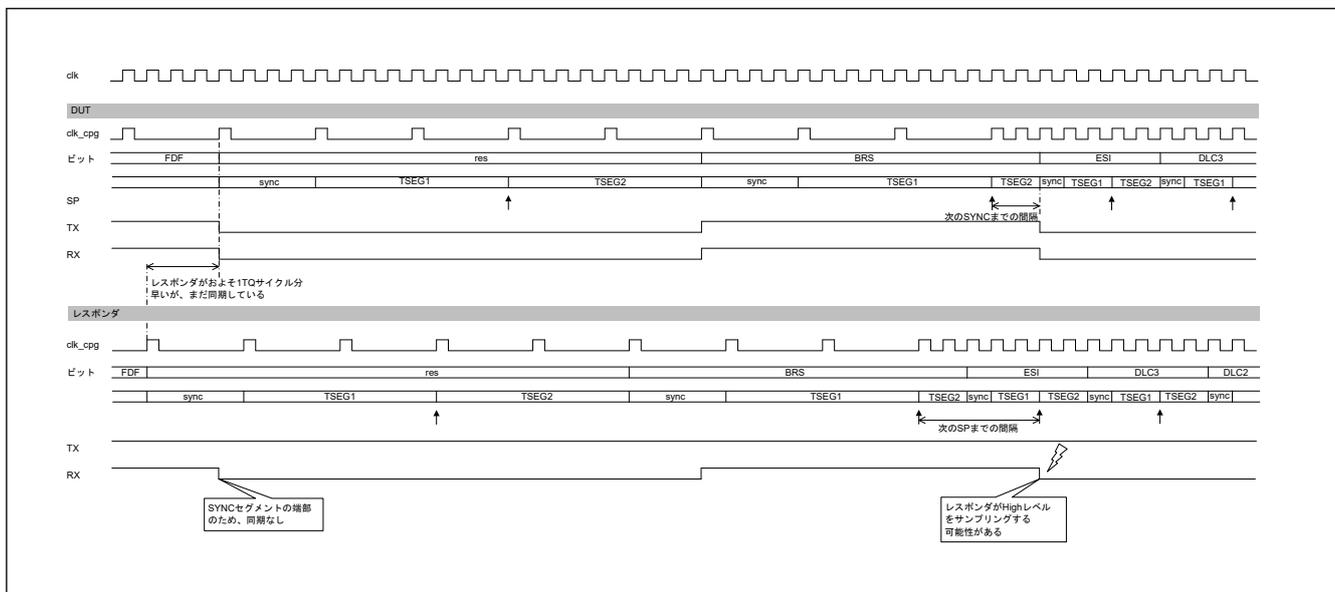 clk
DUT
clk_cpg
ビット FDF res BRS ESI DLC3
sync TSEG1 TSEG2 sync TSEG1 TSEG2 sync TSEG1 TSEG2 sync TSEG1
SP
次のSYNCまでの間隔
TX
RX
レスポンダがおよそ1TQサイクル分
早いが、まだ同期している
レスポンダ
clk_cpg
ビット FDF res BRS ESI DLC3 DLC2
sync TSEG1 TSEG2 sync TSEG1 TSEG2 sync TSEG1 TSEG2 sync TSEG1 TSEG2 sync
次のSPまでの間隔
TX
RX
SYNCセグメントの端部
のため、同期なし
レスポンダがHighレベル
をサンプリングする
可能性がある